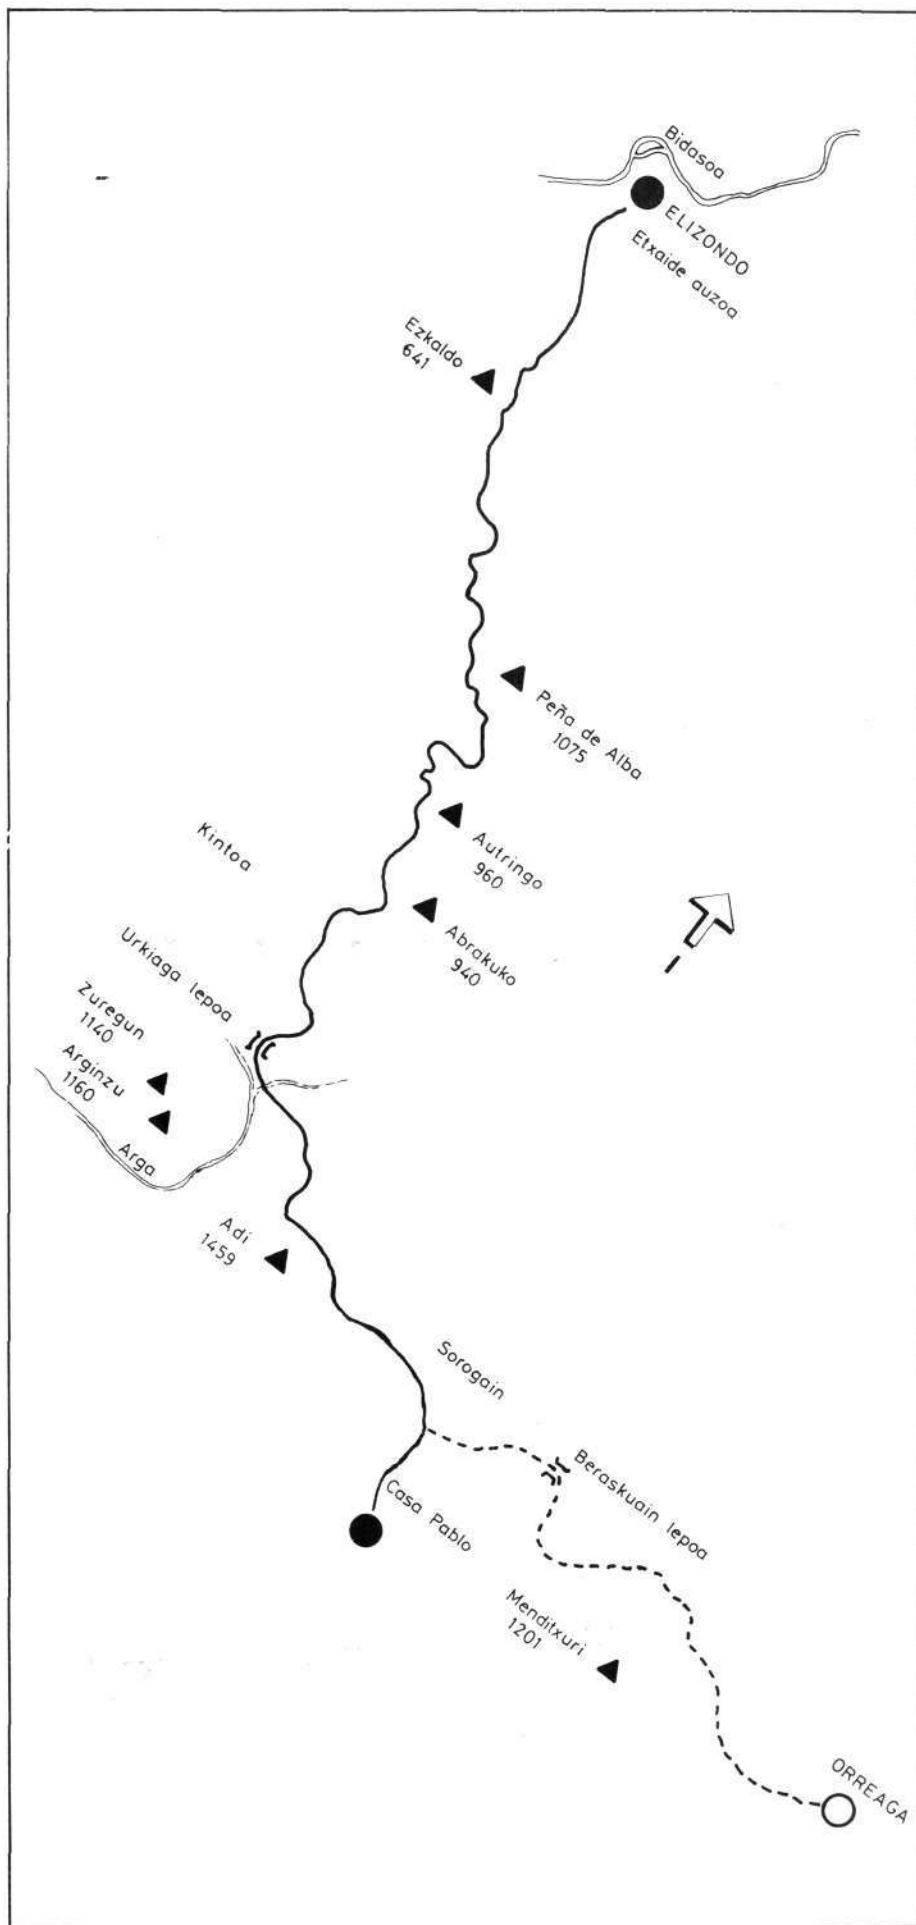 Bidasoa
ELIZONDO
Etxaide auzoa
Ezkaldo
641
Peña de Alba
1075
Autringo
960
Kintoa
Abrakuko
940
Urkiaga lepoa
Zuregun
1140
Arginzu
1160
Arga
Adi
1459
Sorogain
Beraskuain lepoa
Casa Pablo
Menditxuri
1201
ORREAGA